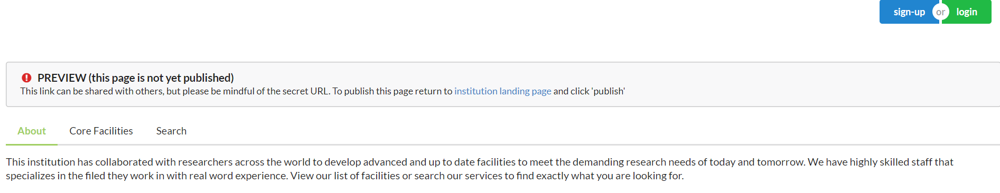 sign-up or login
PREVIEW (this page is not yet published)
This link can be shared with others, but please be mindful of the secret URL. To publish this page return to institution landing page and click 'publish'
About Core Facilities Search
This institution has collaborated with researchers across the world to develop advanced and up to date facilities to meet the demanding research needs of today and tomorrow. We have highly skilled staff that
specializes in the filed they work in with real word experience. View our list of facilities or search our services to find exactly what you are looking for.